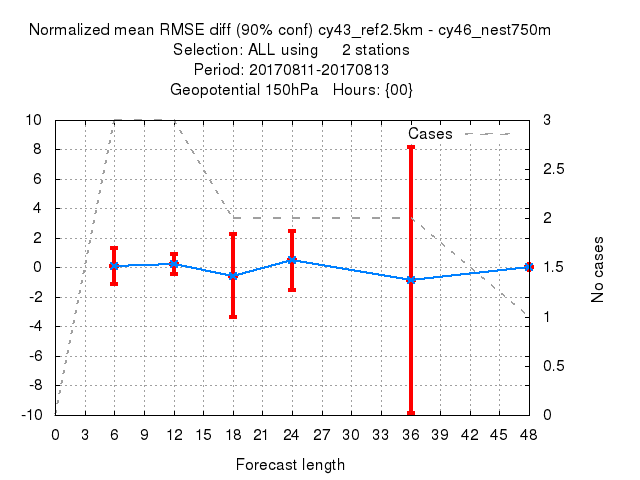 Normalized mean RMSE diff (90% conf) cy43_ref2.5km - cy46_nest750m
Selection: ALL using 2 stations
Period: 20170811-20170813
Geopotential 150hPa Hours: {00}
Cases
10
8
6
4
2
0
-2
-4
-6
-8
-10
3
2.5
2
1.5
1
0.5
0
No cases
0 3 6 9 12 15 18 21 24 27 30 33 36 39 42 45 48
Forecast length